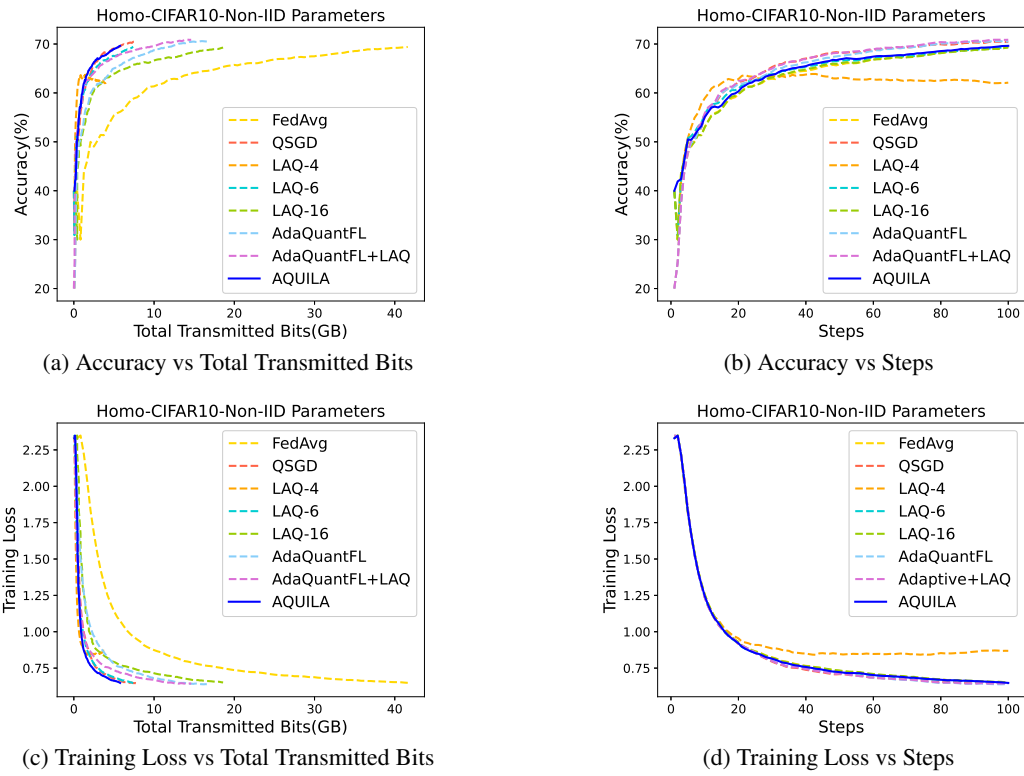 Homo-CIFAR10-Non-IID Parameters
Accuracy(%)
70
60
50
40
30
20
FedAvg
QSGD
LAQ-4
LAQ-6
LAQ-16
AdaQuantFL
AdaQuantFL+LAQ
AQUILA
0 10 20 30 40
Total Transmitted Bits(GB)
(a) Accuracy vs Total Transmitted Bits
Homo-CIFAR10-Non-IID Parameters
Accuracy(%)
70
60
50
40
30
20
FedAvg
QSGD
LAQ-4
LAQ-6
LAQ-16
AdaQuantFL
AdaQuantFL+LAQ
AQUILA
0 20 40 60 80 100
Steps
(b) Accuracy vs Steps
Homo-CIFAR10-Non-IID Parameters
Training Loss
2.25
2.00
1.75
1.50
1.25
1.00
0.75
FedAvg
QSGD
LAQ-4
LAQ-6
LAQ-16
AdaQuantFL
AdaQuantFL+LAQ
AQUILA
0 10 20 30 40
Total Transmitted Bits(GB)
(c) Training Loss vs Total Transmitted Bits
Homo-CIFAR10-Non-IID Parameters
Training Loss
2.25
2.00
1.75
1.50
1.25
1.00
0.75
FedAvg
QSGD
LAQ-4
LAQ-6
LAQ-16
AdaQuantFL
Adaptive+LAQ
AQUILA
0 20 40 60 80 100
Steps
(d) Training Loss vs Steps